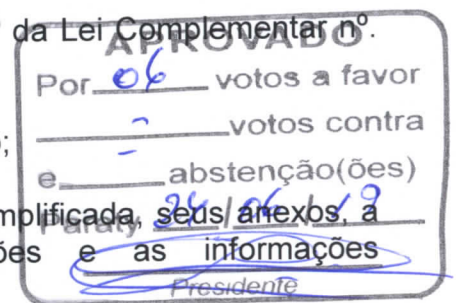 da Lei Complementar nº.
APROVADO
Por 06 votos a favor
- votos contra
e - abstenção(ões)
mplificada, seus anexos, a
Paraty 24/06/19
ões e as informações
Presidente